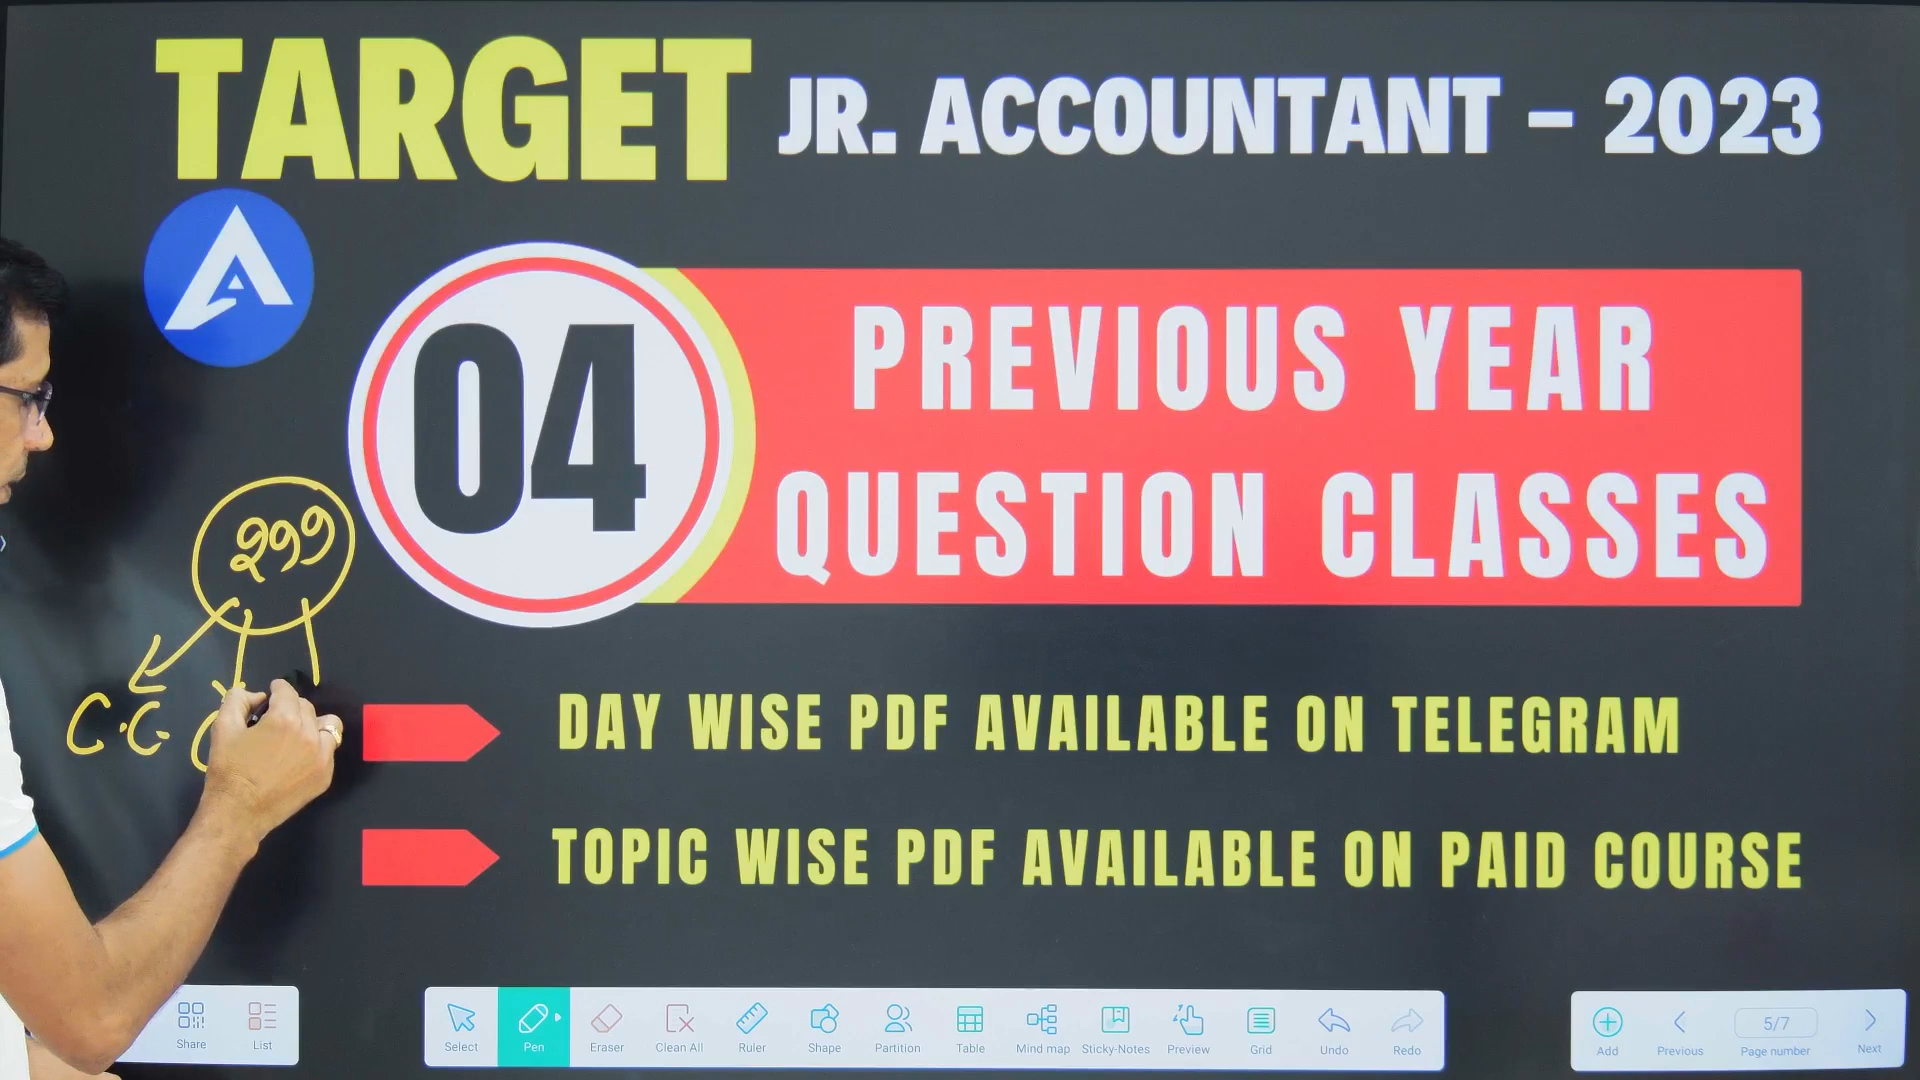 TARGET JR. ACCOUNTANT – 2023
A
04
PREVIOUS YEAR
QUESTION CLASSES
299
C.C.
DAY WISE PDF AVAILABLE ON TELEGRAM
TOPIC WISE PDF AVAILABLE ON PAID COURSE
Share List Select Pen Eraser Clean All Ruler Shape Partition Table Mind map Sticky-Notes Preview Grid Undo Redo Add Previous 5/7 Page number Next